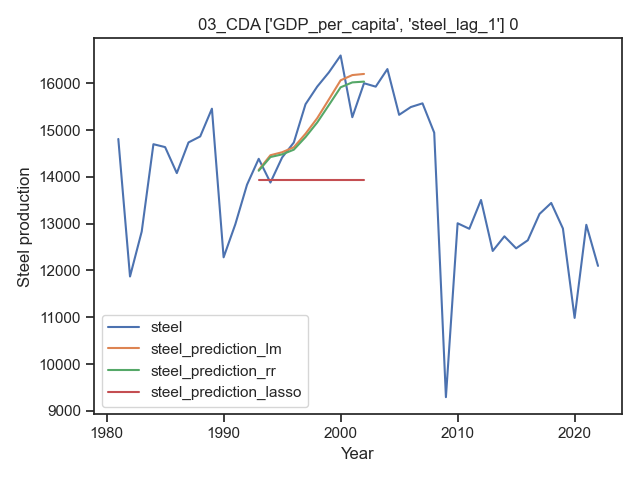 03_CDA ['GDP_per_capita', 'steel_lag_1'] 0
Steel production
16000
15000
14000
13000
12000
11000
10000
9000
steel
steel_prediction_lm
steel_prediction_rr
steel_prediction_lasso
1980
1990
2000
2010
2020
Year